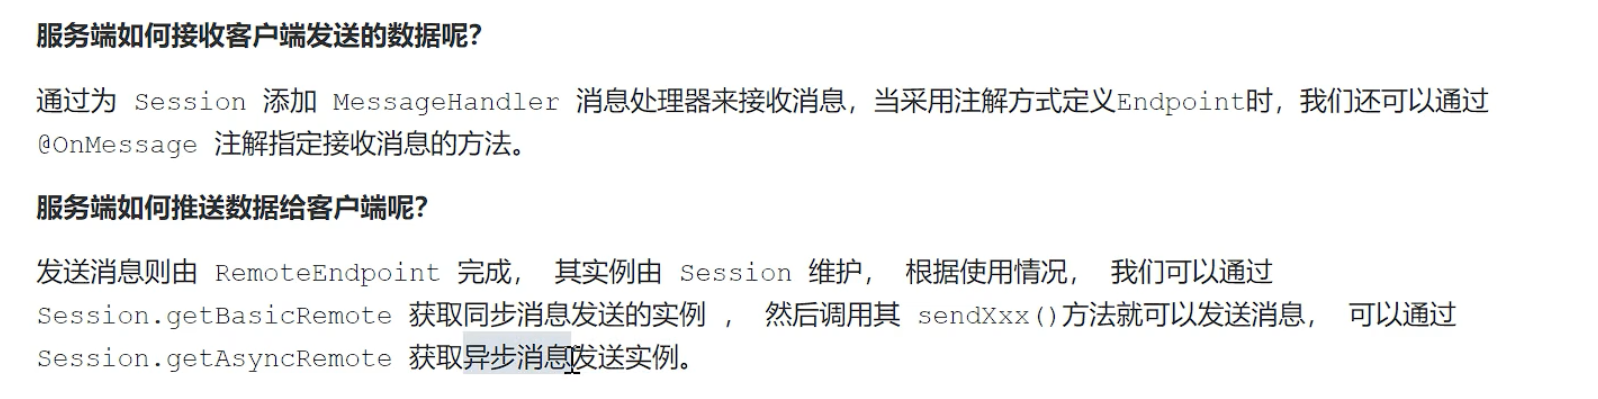 服务端如何接收客户端发送的数据呢？
通过为 Session 添加 MessageHandler 消息处理器来接收消息，当采用注解方式定义Endpoint时，我们还可以通过
@OnMessage 注解指定接收消息的方法。
服务端如何推送数据给客户端呢？
发送消息则由 RemoteEndpoint 完成， 其实例由 Session 维护， 根据使用情况， 我们可以通过
Session.getBasicRemote 获取同步消息发送的实例 ， 然后调用其 sendXxx()方法就可以发送消息， 可以通过
Session.getAsyncRemote 获取异步消息发送实例。